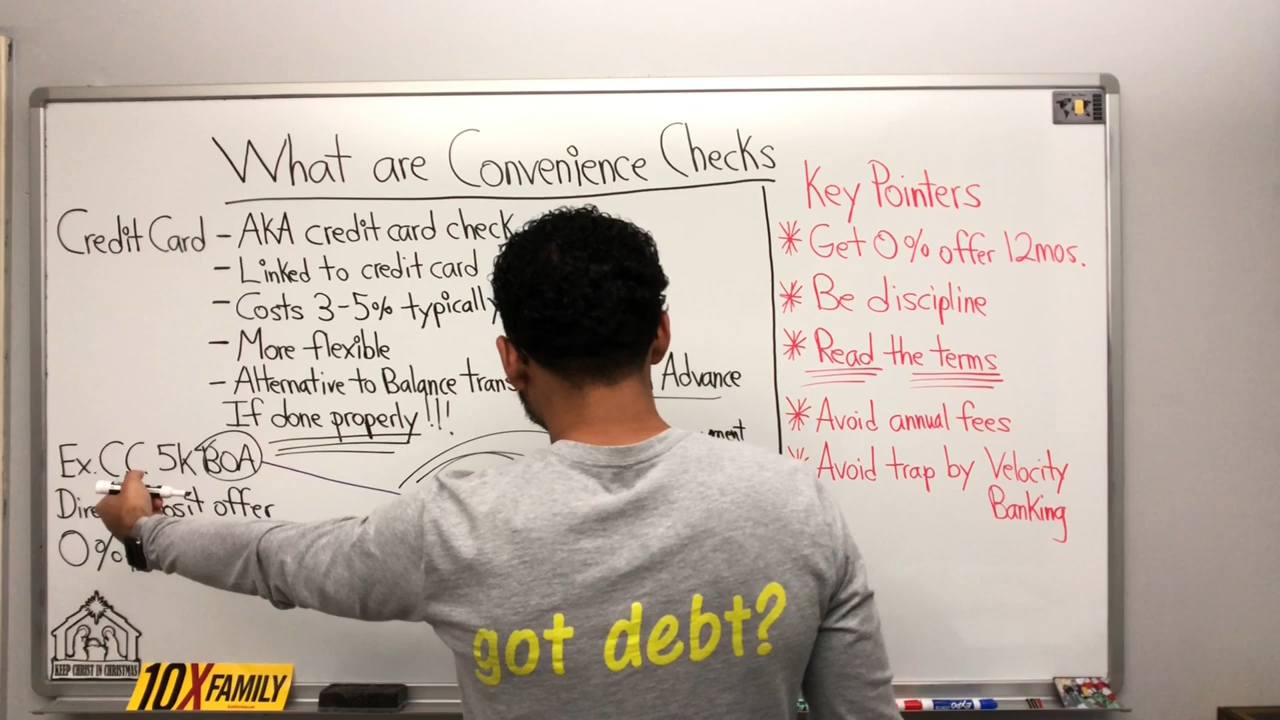 What are Convenience Checks
Credit Card - AKA credit card check
- Linked to credit card
- Costs 3-5% typically
- More flexible
- Alternative to Balance Advance
If done properly!!!
Ex. CC 5K BOA
offer
0%
KEEP CHRIST IN CHRISTMAS
10X FAMILY
Key Pointers
* Get 0% offer 12mos.
* Be discipline
* Read the terms
* Avoid annual fees
* Avoid trap by Velocity
Banking
got debt?
EXPO